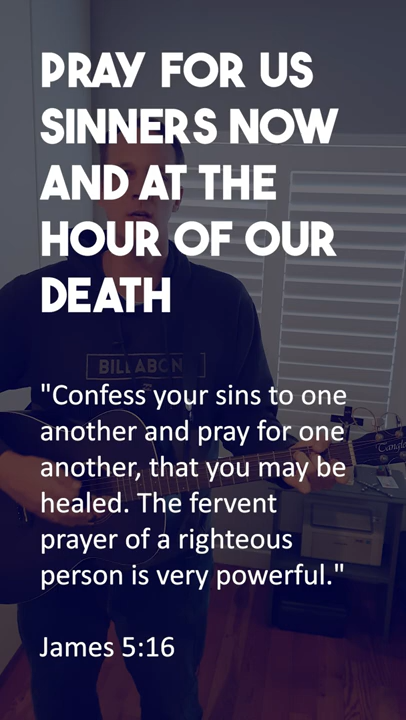 PRAY FOR US
SINNERS NOW
AND AT THE
HOUR OF OUR
DEATH
BILLABONG
"Confess your sins to one
another and pray for one
another, that you may be
healed. The fervent
prayer of a righteous
person is very powerful."
James 5:16